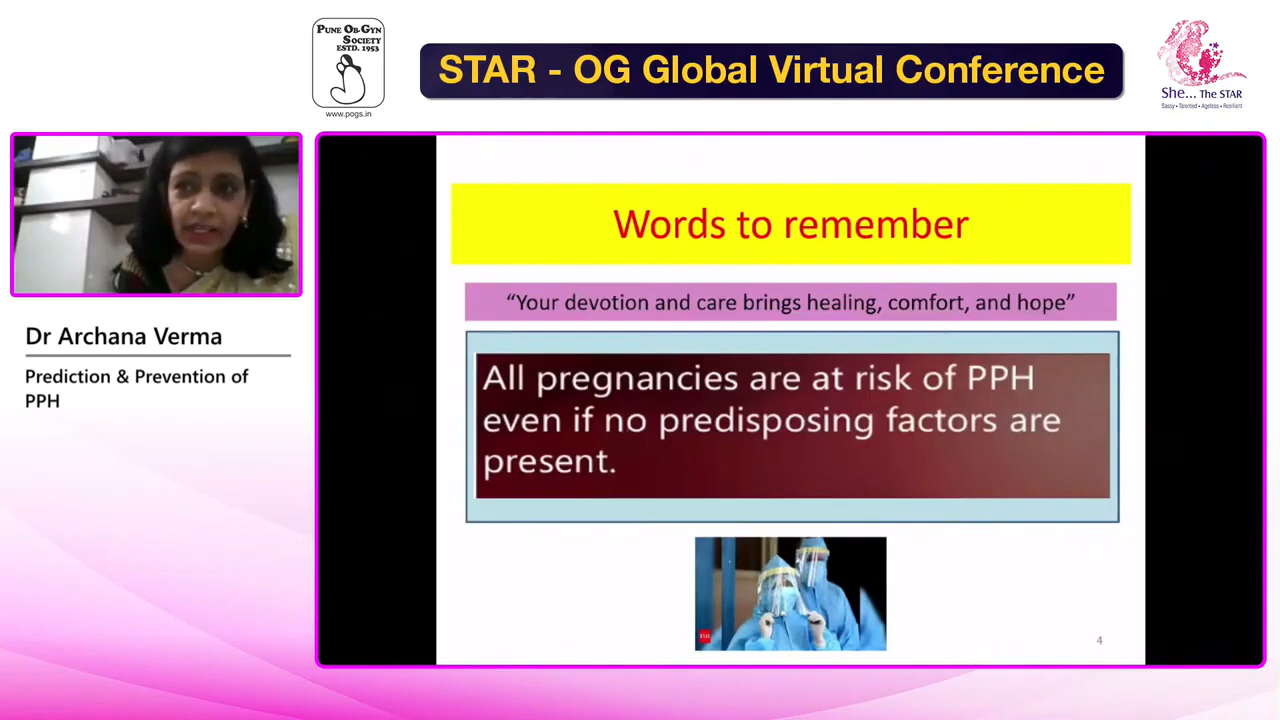 PUNE OB-GYN
SOCIETY
ESTD. 1953
www.pogs.in
STAR - OG Global Virtual Conference
She... THE STAR
Sassy • Talented • Ageless • Resilient
Dr Archana Verma
Prediction & Prevention of
PPH
Words to remember
“Your devotion and care brings healing, comfort, and hope”
All pregnancies are at risk of PPH
even if no predisposing factors are
present.
4